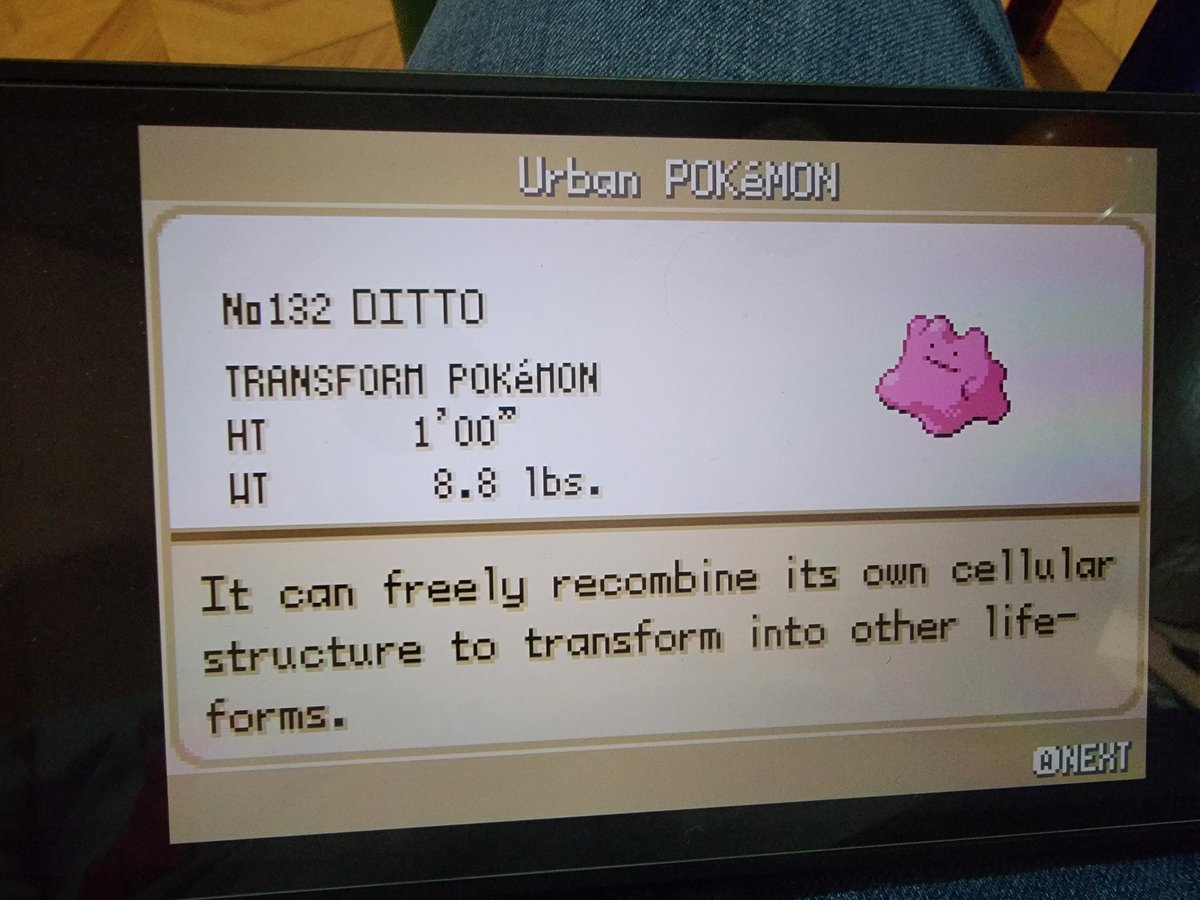 Urban POKéMON
No132 DITTO
TRANSFORM POKéMON
HT 1'00"
WT 8.8 lbs.
It can freely recombine its own cellular
structure to transform into other life-
forms.
A NEXT